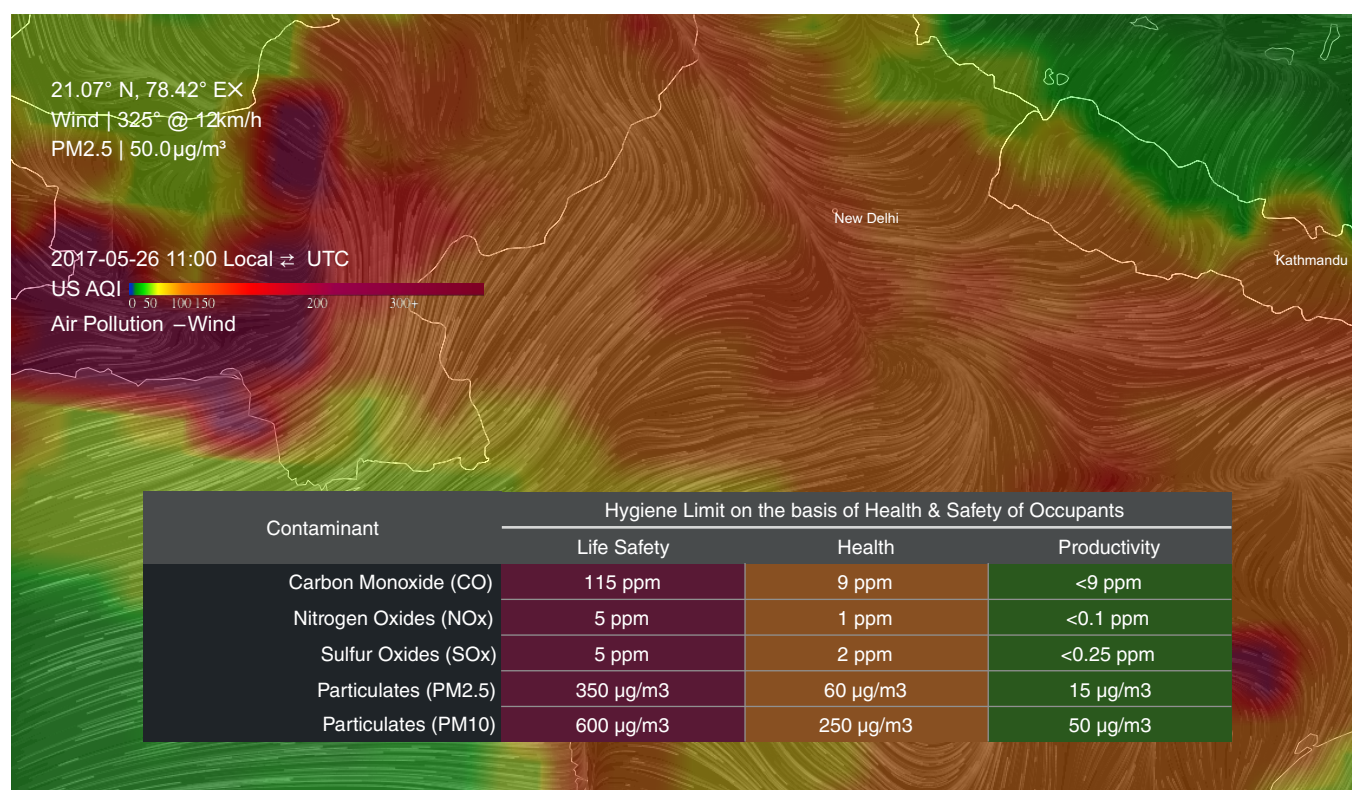 21.07° N, 78.42° E×
Wind | 325° @ 12km/h
PM2.5 | 50.0µg/m³
New Delhi
Kathmandu
2017-05-26 11:00 Local ⇄ UTC
US AQI
0 50 100 150 200 300+
Air Pollution –Wind
Contaminant
Hygiene Limit on the basis of Health & Safety of Occupants
Life Safety Health Productivity
Carbon Monoxide (CO) 115 ppm 9 ppm <9 ppm
Nitrogen Oxides (NOx) 5 ppm 1 ppm <0.1 ppm
Sulfur Oxides (SOx) 5 ppm 2 ppm <0.25 ppm
Particulates (PM2.5) 350 µg/m3 60 µg/m3 15 µg/m3
Particulates (PM10) 600 µg/m3 250 µg/m3 50 µg/m3